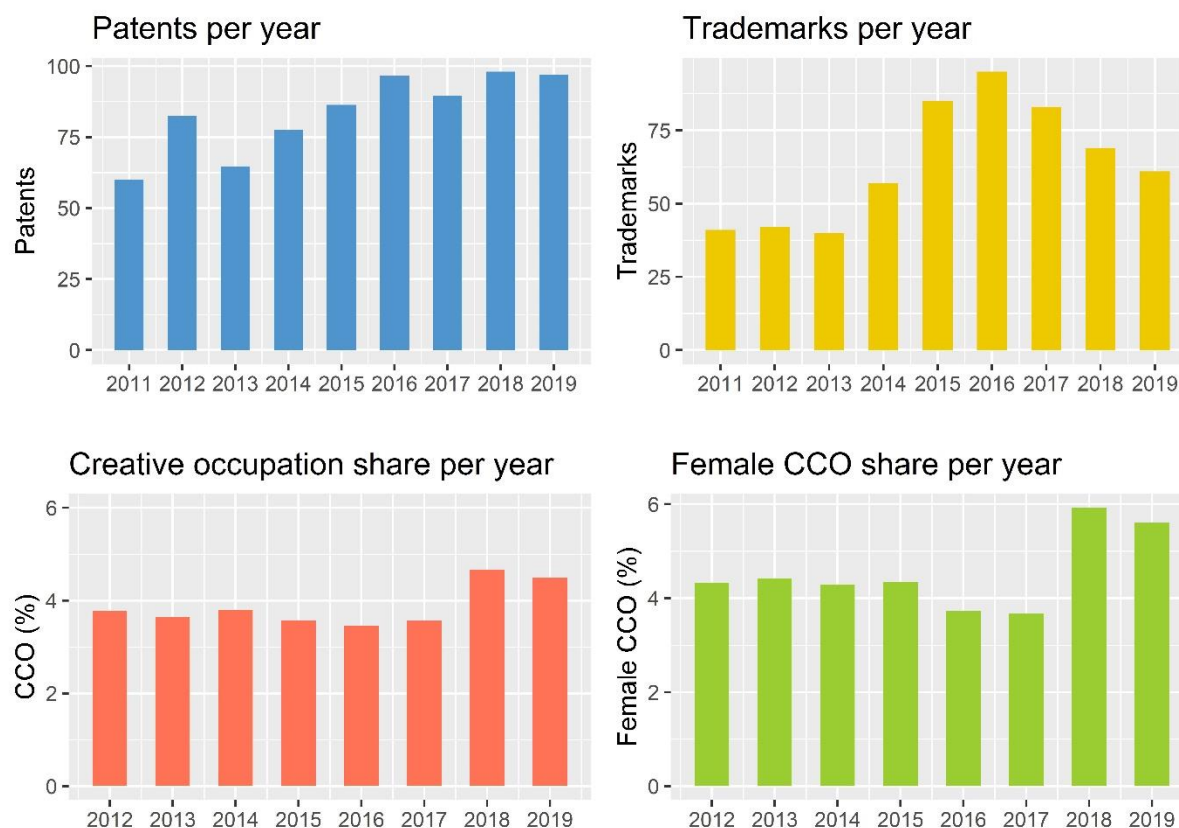 Patents per year
Patents
100
75
50
25
0
2011 2012 2013 2014 2015 2016 2017 2018 2019
Trademarks per year
Trademarks
75
50
25
0
2011 2012 2013 2014 2015 2016 2017 2018 2019
Creative occupation share per year
CCO (%)
6
4
2
0
2012 2013 2014 2015 2016 2017 2018 2019
Female CCO share per year
Female CCO (%)
6
4
2
0
2012 2013 2014 2015 2016 2017 2018 2019